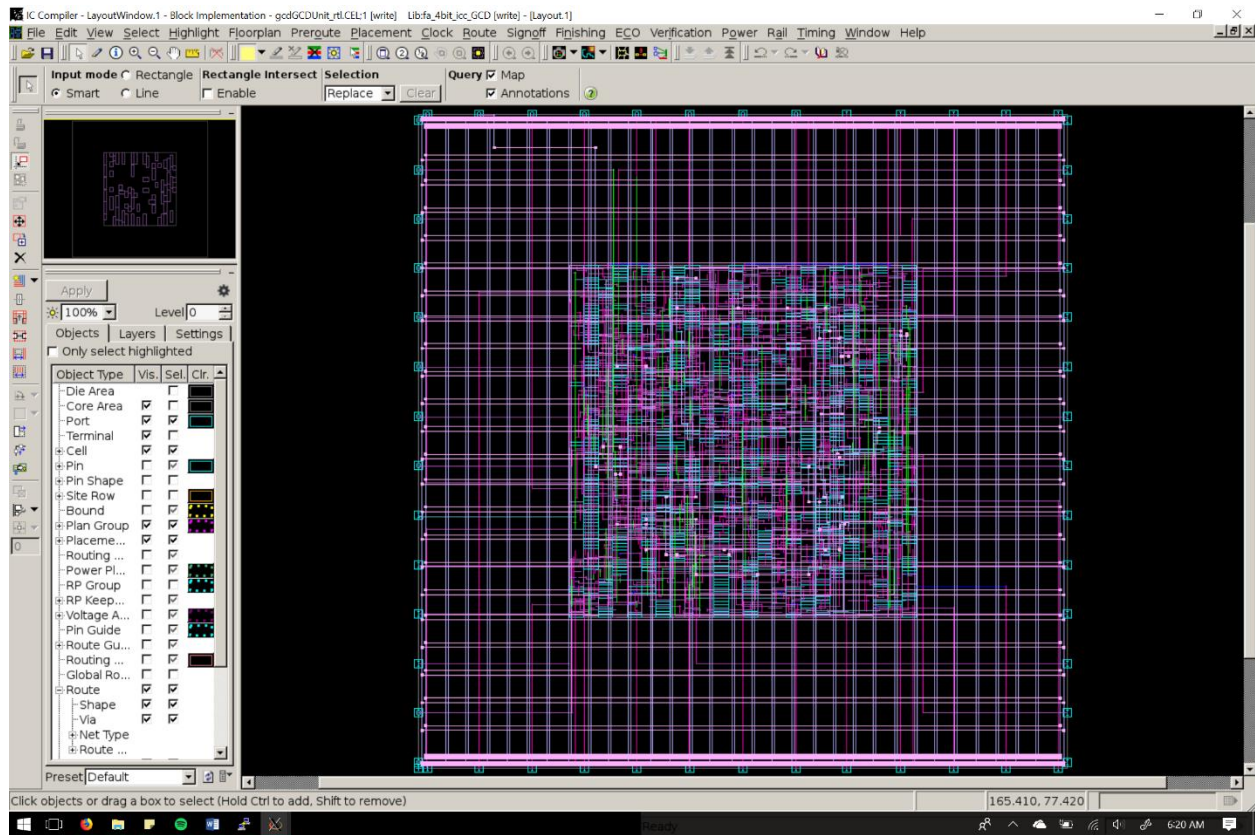 IC Compiler - LayoutWindow.1 - Block Implementation - gcdGCDUnit_rtl.CEL;1 [write] Lib:fa_4bit_icc_GCD [write] - [Layout.1]
File Edit View Select Highlight Floorplan Preroute Placement Clock Route Signoff Finishing ECO Verification Power Rail Timing Window Help
Input mode Rectangle Rectangle Intersect Selection Query Map
Smart Line Enable Replace Clear Annotations
Apply
100% Level 0
Objects Layers Settings
Only select highlighted
Object Type Vis. Sel. Clr.
Die Area
Core Area
Port
Terminal
Cell
Pin
Pin Shape
Site Row
Bound
Plan Group
Placeme...
Routing ...
Power Pl...
RP Group
RP Keep...
Voltage A...
Pin Guide
Route Gu...
Routing ...
Global Ro...
Route
Shape
Via
Net Type
Route ...
0
Preset Default
Click objects or drag a box to select (Hold Ctrl to add, Shift to remove) 165.410, 77.420
Ready
6:20 AM